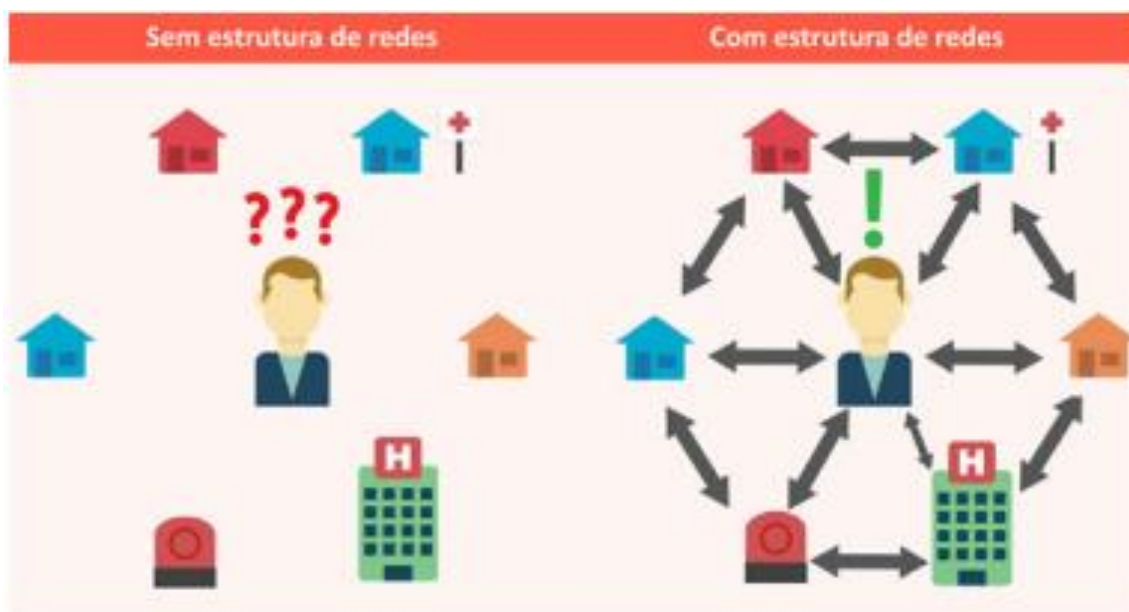 Sem estrutura de redes
Com estrutura de redes
???
!
H
H